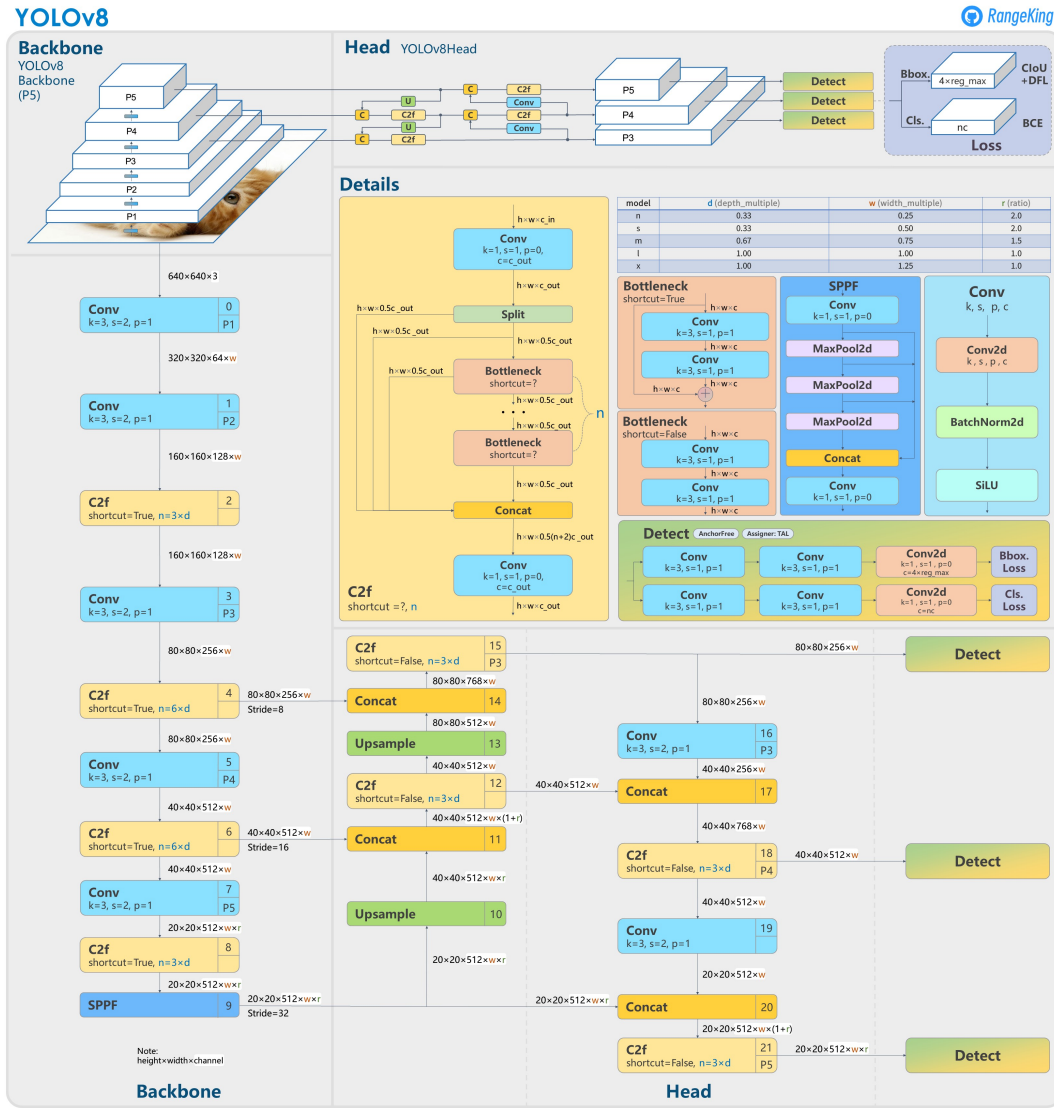 YOLOv8
RangeKing
Backbone
YOLOv8
Backbone
(P5)
P5
P4
P3
P2
P1
Head YOLOv8Head
C
C2f
U
Conv
C
C2f
C
C2f
U
Conv
C
C2f
P5
P4
P3
Detect
Detect
Detect
Bbox.
4×reg_max
CIoU
+DFL
Cls.
nc
BCE
Loss
640×640×3
Conv
k=3, s=2, p=1
0
P1
320×320×64×w
Conv
k=3, s=2, p=1
1
P2
160×160×128×w
C2f
shortcut=True, n=3×d
2
160×160×128×w
Conv
k=3, s=2, p=1
3
P3
80×80×256×w
C2f
shortcut=True, n=6×d
4
80×80×256×w
Stride=8
80×80×256×w
Conv
k=3, s=2, p=1
5
P4
40×40×512×w
C2f
shortcut=True, n=6×d
6
40×40×512×w
Stride=16
40×40×512×w
Conv
k=3, s=2, p=1
7
P5
20×20×512×w×r
C2f
shortcut=True, n=3×d
8
20×20×512×w×r
SPPF
9
20×20×512×w×r
Stride=32
Note:
height×width×channel
Backbone
Details
h×w×c_in
Conv
k=1, s=1, p=0,
c=c_out
h×w×c_out
Split
h×w×0.5c_out
h×w×0.5c_out
h×w×0.5c_out
h×w×0.5c_out
Bottleneck
shortcut=?
h×w×0.5c_out
· · ·
n
h×w×0.5c_out
Bottleneck
shortcut=?
h×w×0.5c_out
Concat
h×w×0.5(n+2)c_out
Conv
k=1, s=1, p=0,
c=c_out
h×w×c_out
C2f
shortcut =?, n
model d (depth_multiple) w (width_multiple) r (ratio)
n 0.33 0.25 2.0
s 0.33 0.50 2.0
m 0.67 0.75 1.5
l 1.00 1.00 1.0
x 1.00 1.25 1.0
Bottleneck
shortcut=True
h×w×c
Conv
k=3, s=1, p=1
h×w×c
Conv
k=3, s=1, p=1
h×w×c
h×w×c
+
Bottleneck
shortcut=False
h×w×c
Conv
k=3, s=1, p=1
h×w×c
Conv
k=3, s=1, p=1
h×w×c
SPPF
Conv
k=1, s=1, p=0
MaxPool2d
MaxPool2d
MaxPool2d
Concat
Conv
k=1, s=1, p=0
Conv
k, s, p, c
Conv2d
k, s, p, c
BatchNorm2d
SiLU
Detect AnchorFree Assigner: TAL
Conv
k=3, s=1, p=1
Conv
k=3, s=1, p=1
Conv2d
k=1, s=1, p=0
c=4×reg_max
Bbox.
Loss
Conv
k=3, s=1, p=1
Conv
k=3, s=1, p=1
Conv2d
k=1, s=1, p=0
c=nc
Cls.
Loss
C2f
shortcut=False, n=3×d
15
P3
80×80×768×w
Concat
14
80×80×512×w
Upsample
13
40×40×512×w
C2f
shortcut=False, n=3×d
12
40×40×512×w
40×40×512×w×(1+r)
Concat
11
40×40×512×w×r
Upsample
10
20×20×512×w×r
20×20×512×w×r
80×80×256×w
Detect
80×80×256×w
Conv
k=3, s=2, p=1
16
P3
40×40×256×w
Concat
17
40×40×768×w
C2f
shortcut=False, n=3×d
18
P4
40×40×512×w
Detect
40×40×512×w
Conv
k=3, s=2, p=1
19
20×20×512×w
Concat
20
20×20×512×w×(1+r)
C2f
shortcut=False, n=3×d
21
P5
20×20×512×w×r
Detect
Head